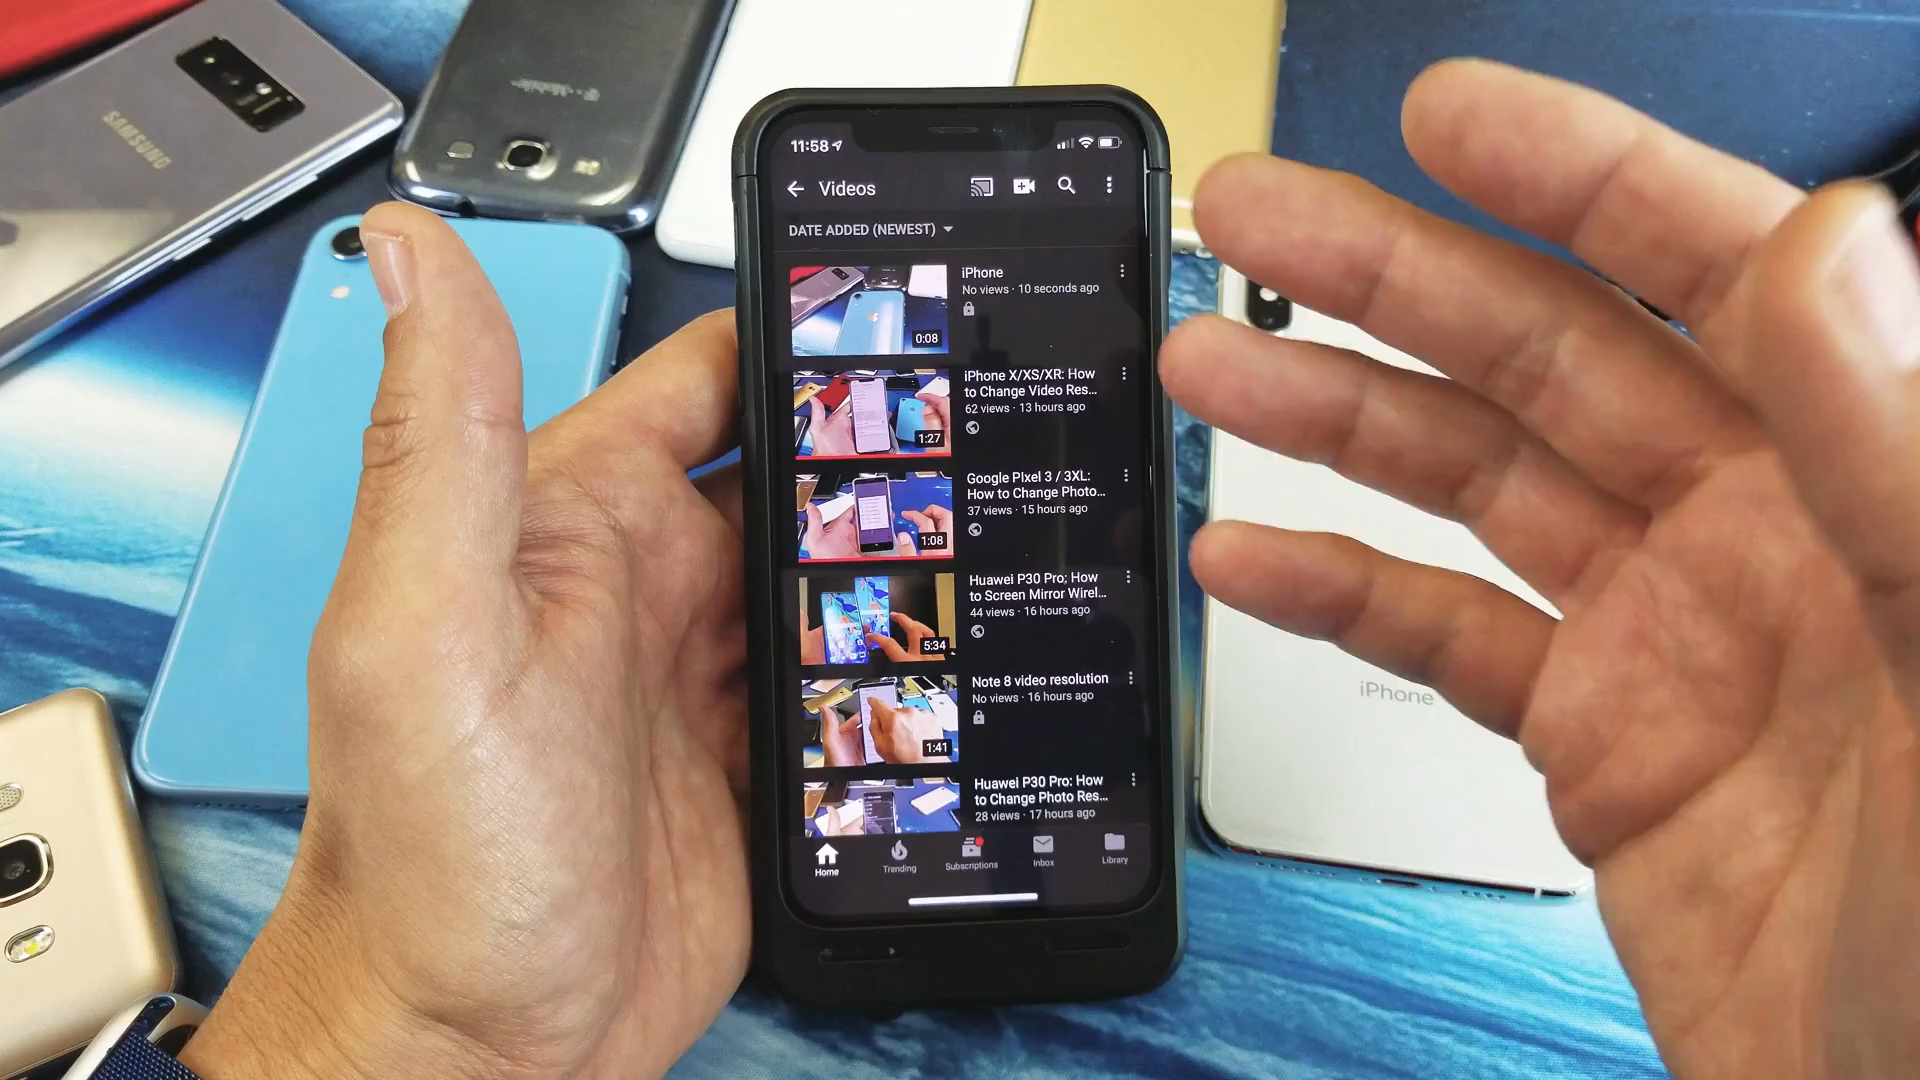 SAMSUNG
T-Mobile
11:58
Videos
DATE ADDED (NEWEST)
iPhone
No views · 10 seconds ago
0:08
iPhone X/XS/XR: How
to Change Video Res...
62 views · 13 hours ago
1:27
Google PIxel 3 / 3XL:
How to Change Photo...
37 views · 15 hours ago
1:08
Huawei P30 Pro; How
to Screen Mirror Wirel...
44 views · 16 hours ago
5:34
Note 8 video resolution
No views · 16 hours ago
1:41
Huawei P30 Pro: How
to Change Photo Res...
28 views · 17 hours ago
Home
Trending
Subscriptions
Inbox
Library
iPhone